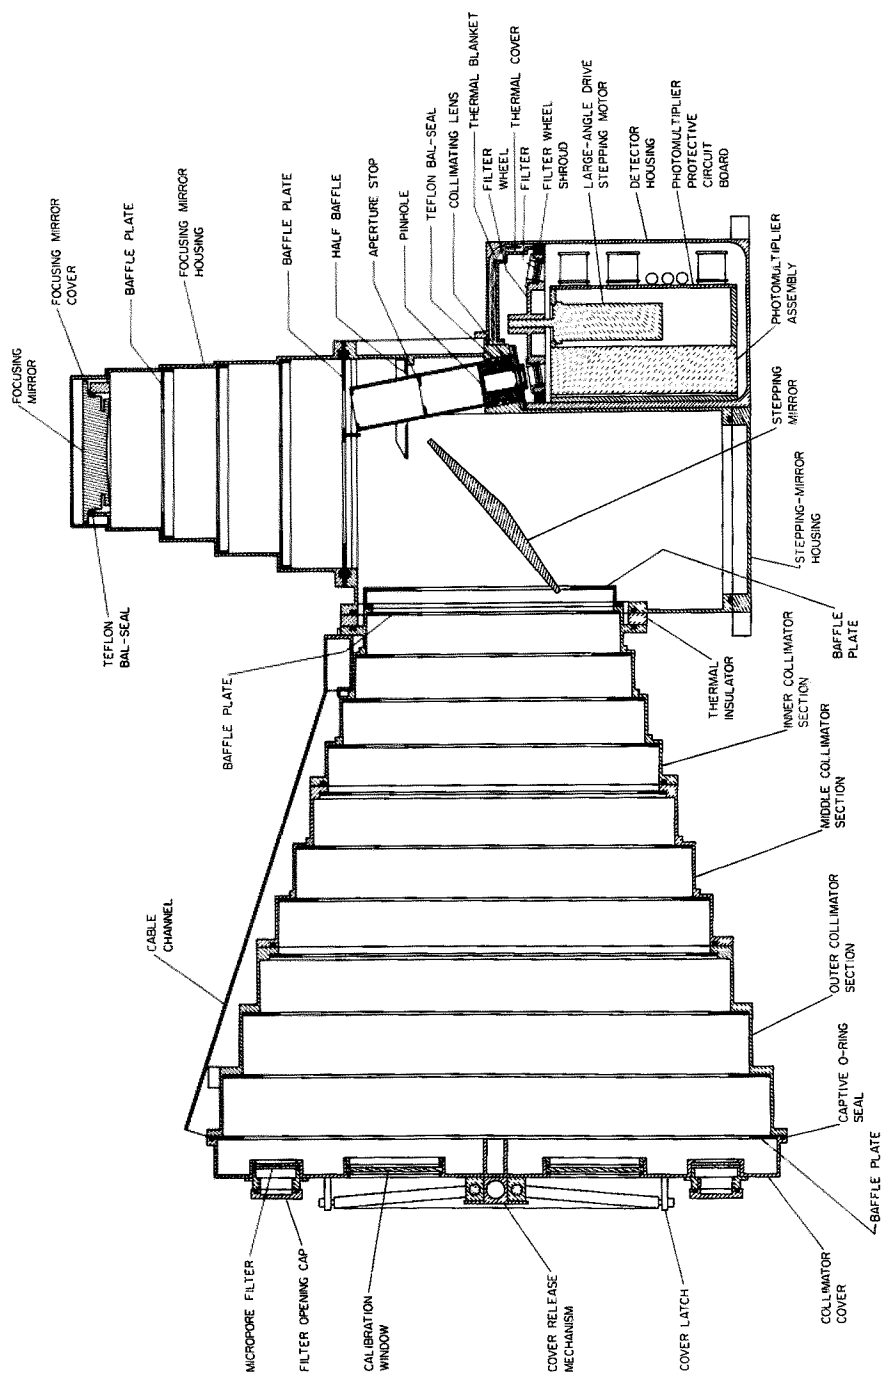 MICROPORE FILTER
FILTER OPENING CAP
CALIBRATION
WINDOW
COVER RELEASE
MECHANISM
COVER LATCH
COLLIMATOR
COVER
BAFFLE PLATE
CABLE
CHANNEL
BAFFLE PLATE
TEFLON
BAL-SEAL
FOCUSING
MIRROR
FOCUSING MIRROR
COVER
BAFFLE PLATE
FOCUSING MIRROR
HOUSING
BAFFLE PLATE
HALF BAFFLE
APERTURE STOP
PINHOLE
TEFLON BAL-SEAL
COLLIMATING LENS
THERMAL BLANKET
FILTER
WHEEL
THERMAL COVER
FILTER
FILTER WHEEL
SHROUD
LARGE-ANGLE DRIVE
STEPPING MOTOR
DETECTOR
HOUSING
PHOTOMULTIPLIER
PROTECTIVE
CIRCUIT
BOARD
PHOTOMULTIPLIER
ASSEMBLY
STEPPING
MIRROR
STEPPING-MIRROR
HOUSING
BAFFLE
PLATE
THERMAL
INSULATOR
INNER COLLIMATOR
SECTION
MIDDLE COLLIMATOR
SECTION
OUTER COLLIMATOR
SECTION
CAPTIVE O-RING
SEAL